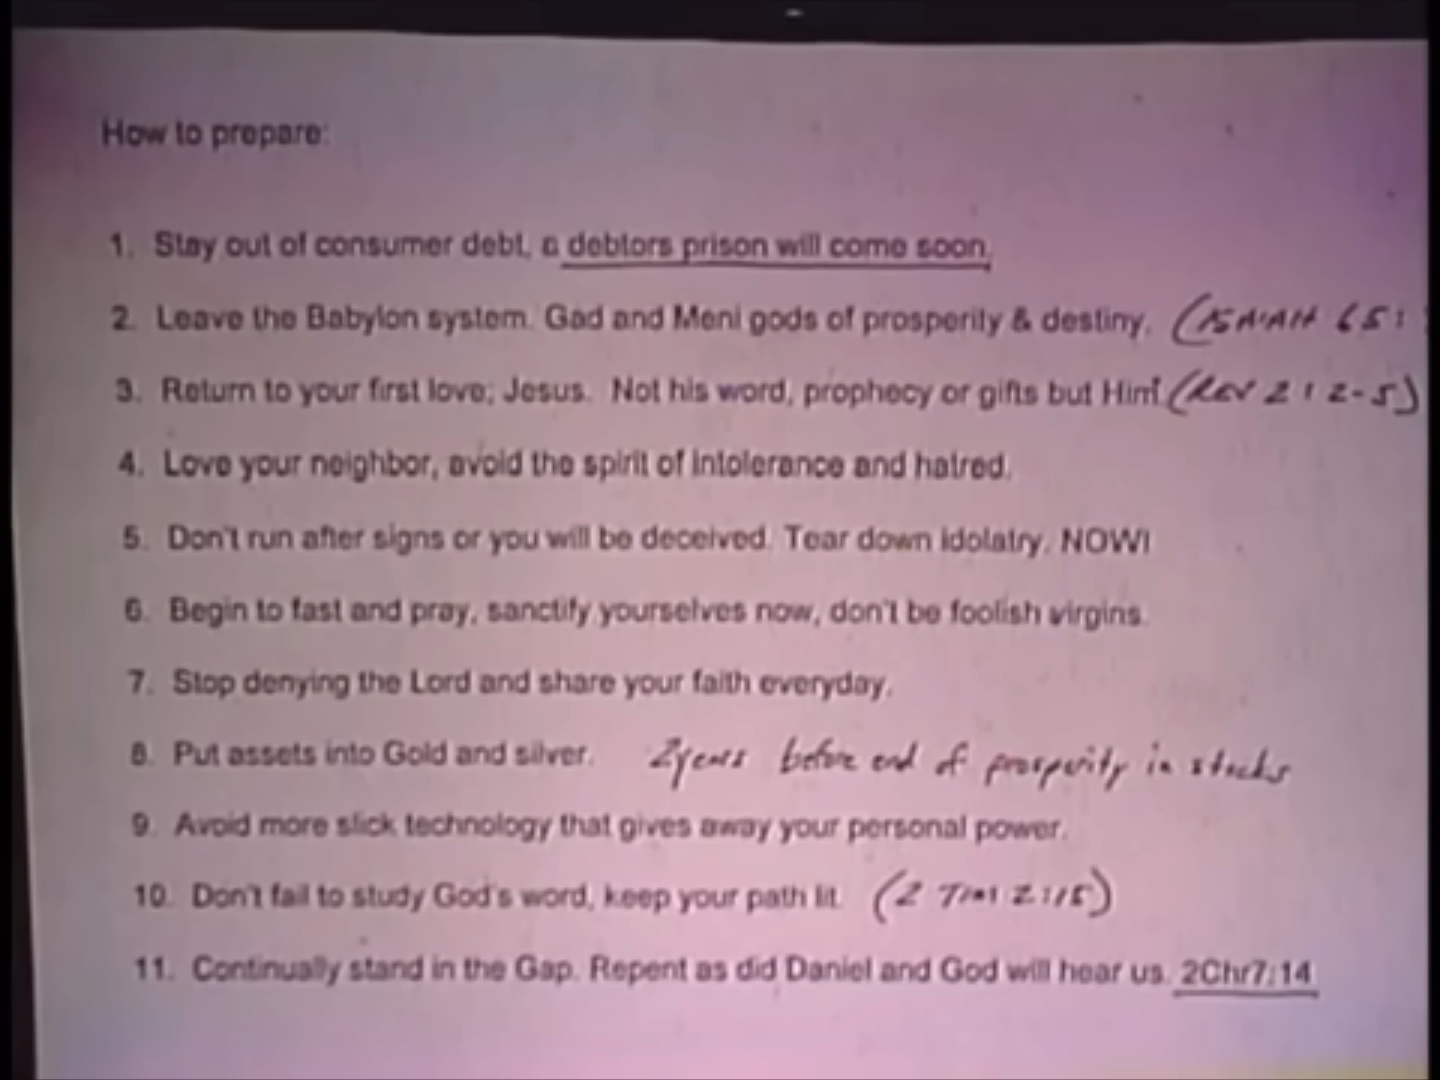 How to prepare:
1. Stay out of consumer debt, a debtors prison will come soon.
2. Leave the Babylon system. Gad and Meni gods of prosperity & destiny. (ISAIAH 65:
3. Return to your first love; Jesus. Not his word, prophecy or gifts but Him! (REV 2:2-5)
4. Love your neighbor, avoid the spirit of intolerance and hatred.
5. Don't run after signs or you will be deceived. Tear down idolatry. NOW!
6. Begin to fast and pray, sanctify yourselves now, don't be foolish virgins.
7. Stop denying the Lord and share your faith everyday.
8. Put assets into Gold and silver. 2years before end of prosperity in stocks
9. Avoid more slick technology that gives away your personal power.
10. Don't fail to study God's word, keep your path lit. (2 Tim 2:15)
11. Continually stand in the Gap. Repent as did Daniel and God will hear us. 2Chr7:14